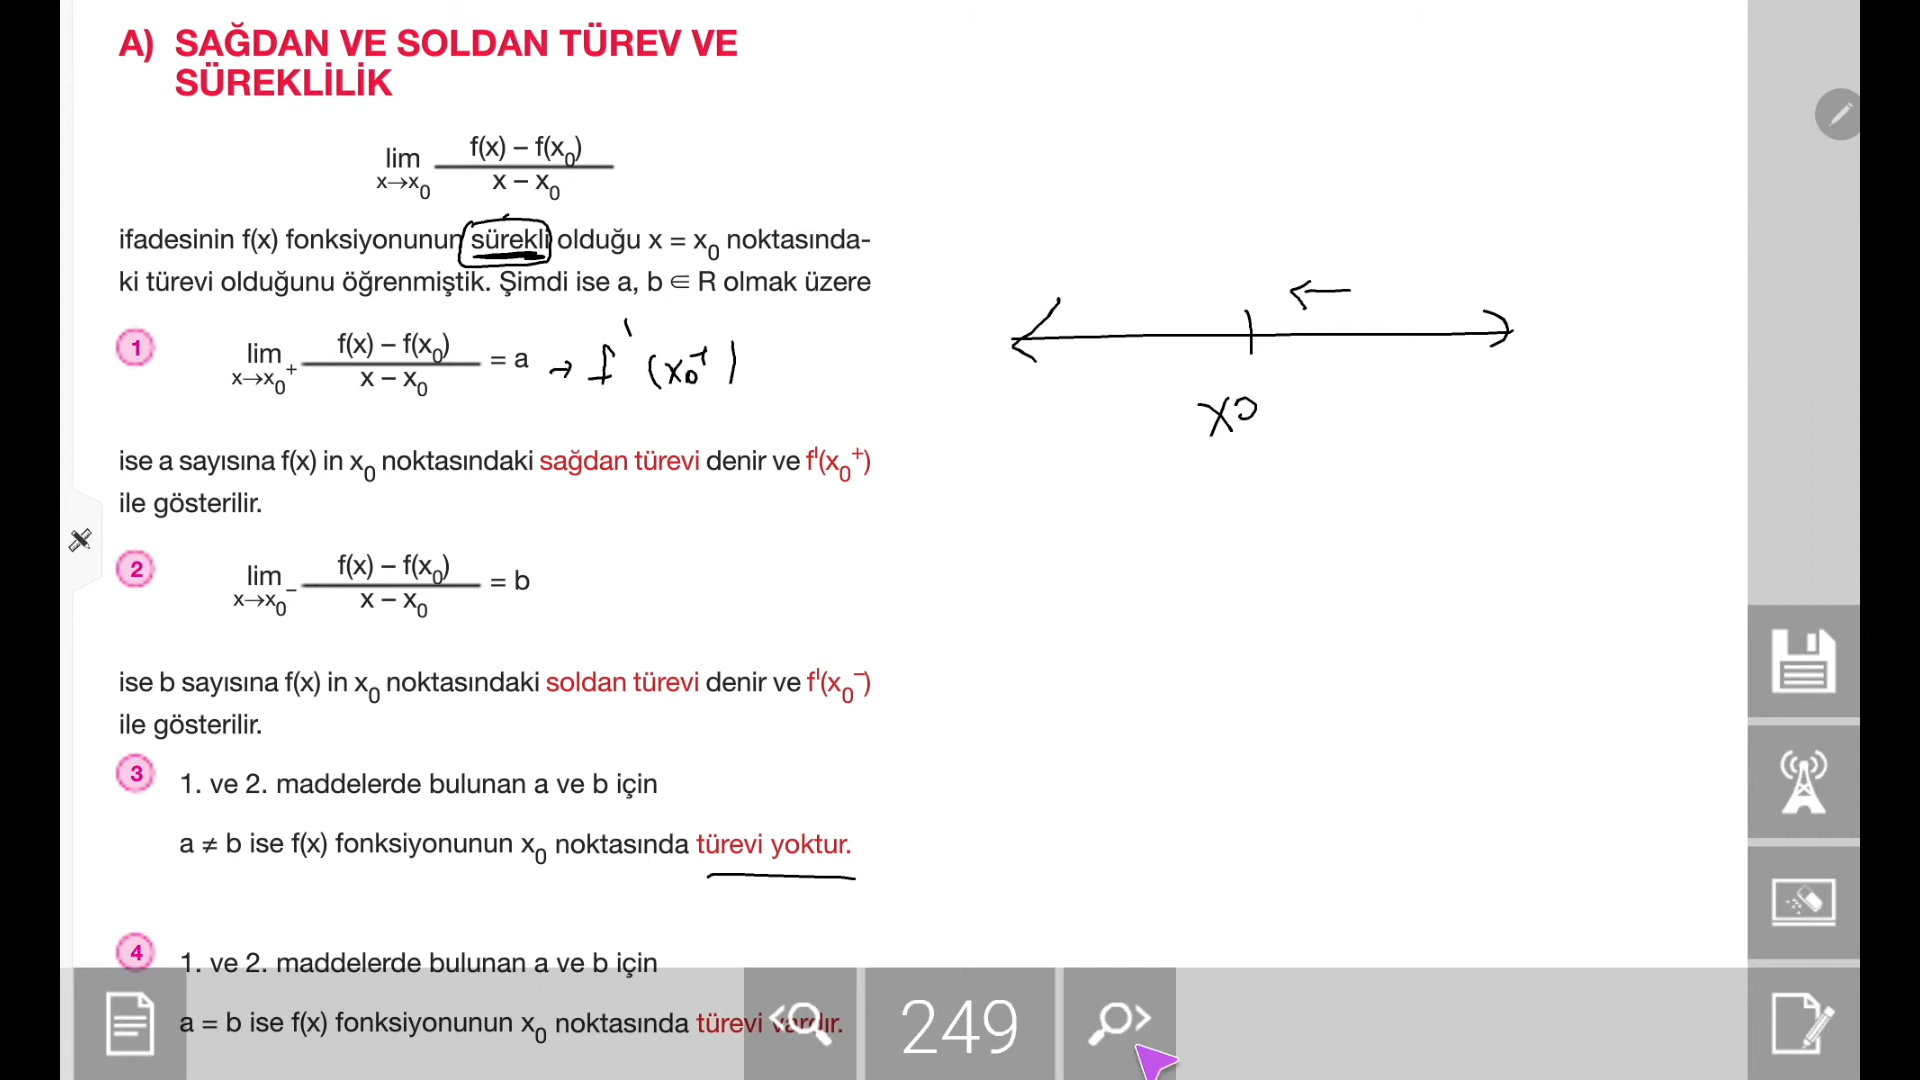 A) SAĞDAN VE SOLDAN TÜREV VE
SÜREKLİLİK
lim x→x₀ f(x) – f(x₀) / x – x₀
ifadesinin f(x) fonksiyonunun sürekli olduğu x = x₀ noktasında-
ki türevi olduğunu öğrenmiştik. Şimdi ise a, b ∈ R olmak üzere
1 lim x→x₀⁺ f(x) – f(x₀) / x – x₀ = a → f'(x₀⁺)
x₀
ise a sayısına f(x) in x₀ noktasındaki sağdan türevi denir ve f'(x₀⁺)
ile gösterilir.
2 lim x→x₀⁻ f(x) – f(x₀) / x – x₀ = b
ise b sayısına f(x) in x₀ noktasındaki soldan türevi denir ve f'(x₀⁻)
ile gösterilir.
3 1. ve 2. maddelerde bulunan a ve b için
a ≠ b ise f(x) fonksiyonunun x₀ noktasında türevi yoktur.
4 1. ve 2. maddelerde bulunan a ve b için
a = b ise f(x) fonksiyonunun x₀ noktasında türevi vardır.
249